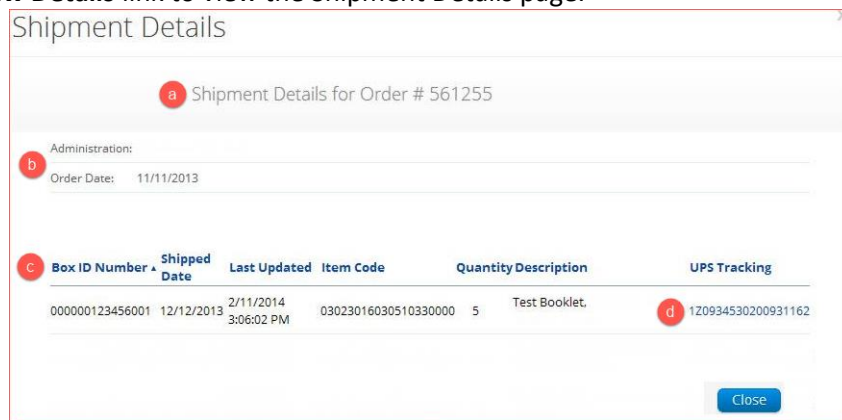 Details link to view the Shipment Details page.
Shipment Details
a Shipment Details for Order # 561255
Administration:
b
Order Date: 11/11/2013
c Box ID Number Shipped Date Last Updated Item Code Quantity Description UPS Tracking
000000123456001 12/12/2013 2/11/2014 3:06:02 PM 03023016030510330000 5 Test Booklet, d 1Z0934530200931162
Close